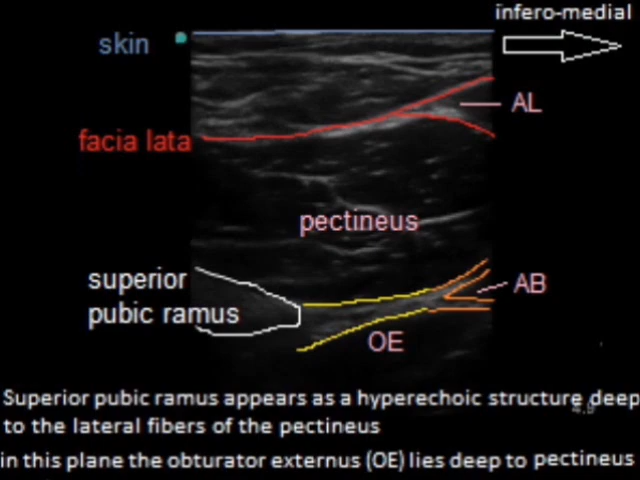 infero-medial
skin
AL
facia lata
pectineus
superior
pubic ramus
AB
OE
4.9
Superior pubic ramus appears as a hyperechoic structure deep
to the lateral fibers of the pectineus
in this plane the obturator externus (OE) lies deep to pectineus